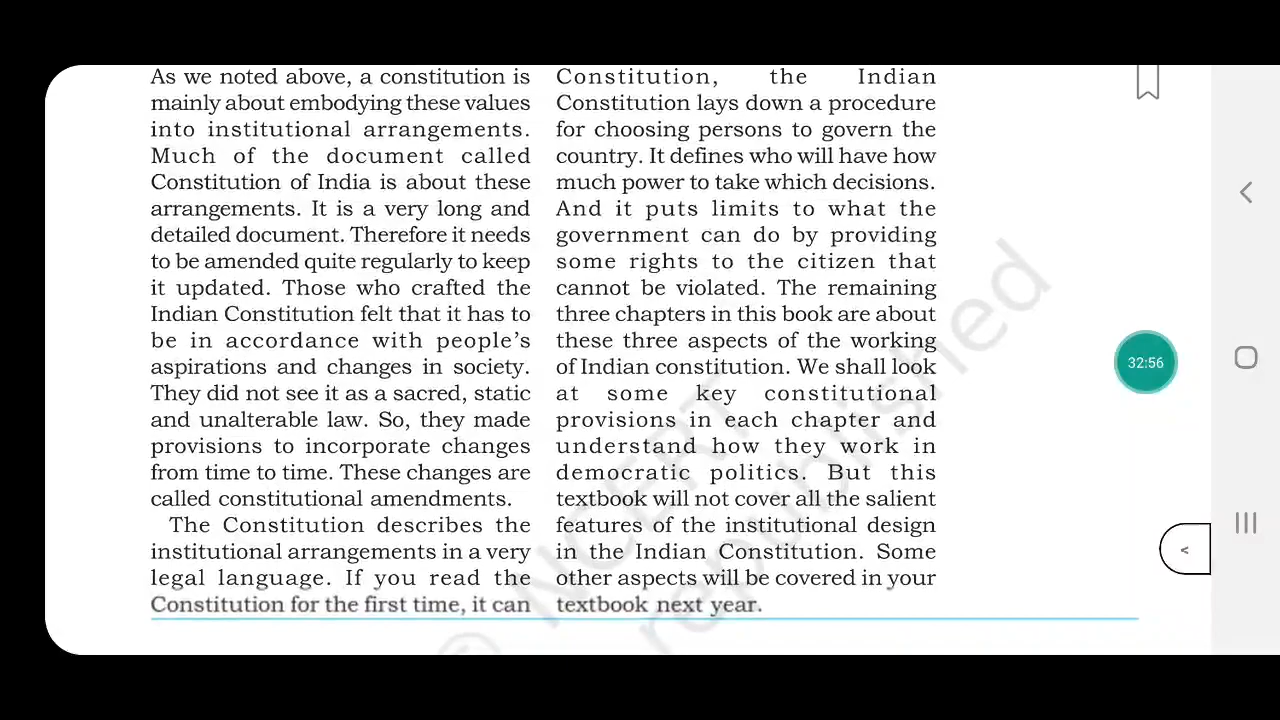 As we noted above, a constitution is
mainly about embodying these values
into institutional arrangements.
Much of the document called
Constitution of India is about these
arrangements. It is a very long and
detailed document. Therefore it needs
to be amended quite regularly to keep
it updated. Those who crafted the
Indian Constitution felt that it has to
be in accordance with people’s
aspirations and changes in society.
They did not see it as a sacred, static
and unalterable law. So, they made
provisions to incorporate changes
from time to time. These changes are
called constitutional amendments.
The Constitution describes the
institutional arrangements in a very
legal language. If you read the
Constitution for the first time, it can
Constitution, the Indian
Constitution lays down a procedure
for choosing persons to govern the
country. It defines who will have how
much power to take which decisions.
And it puts limits to what the
government can do by providing
some rights to the citizen that
cannot be violated. The remaining
three chapters in this book are about
these three aspects of the working
of Indian constitution. We shall look
at some key constitutional
provisions in each chapter and
understand how they work in
democratic politics. But this
textbook will not cover all the salient
features of the institutional design
in the Indian Constitution. Some
other aspects will be covered in your
textbook next year.
© NCERT
republished
32:56
<